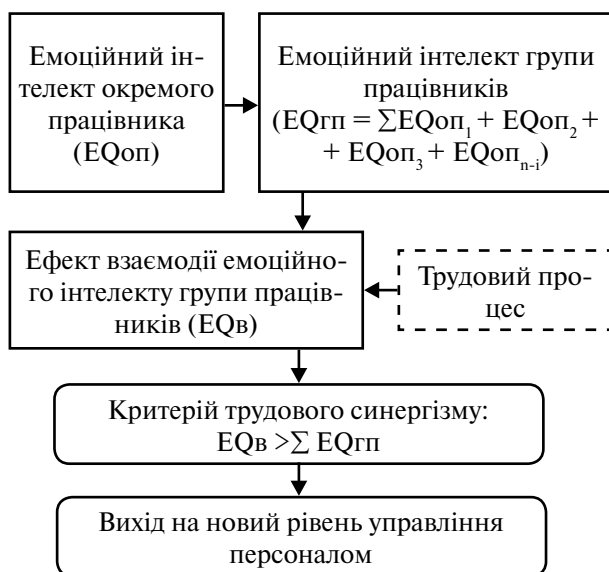 Емоційний ін-
телект окремого
працівника
(EQоп)
Емоційний інтелект групи
працівників
(EQгп = ∑EQоп₁ + EQоп₂ +
+ EQоп₃ + EQопₙ₋ᵢ)
Ефект взаємодії емоційно-
го інтелекту групи праців-
ників (EQв)
Трудовий про-
цес
Критерій трудового синергізму:
EQв >∑ EQгп
Вихід на новий рівень управління
персоналом